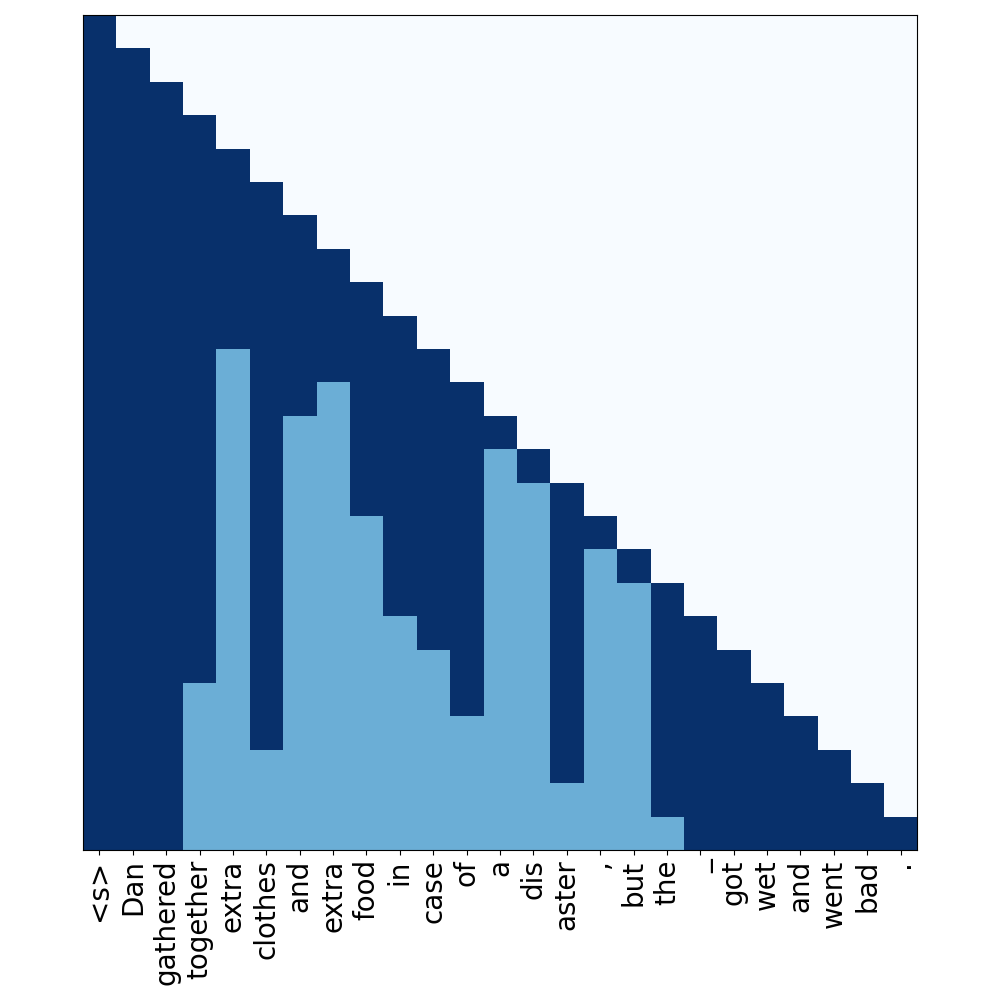 <s>
Dan
gathered
together
extra
clothes
and
extra
food
in
case
of
a
dis
aster
,
but
the
_
got
wet
and
went
bad
.